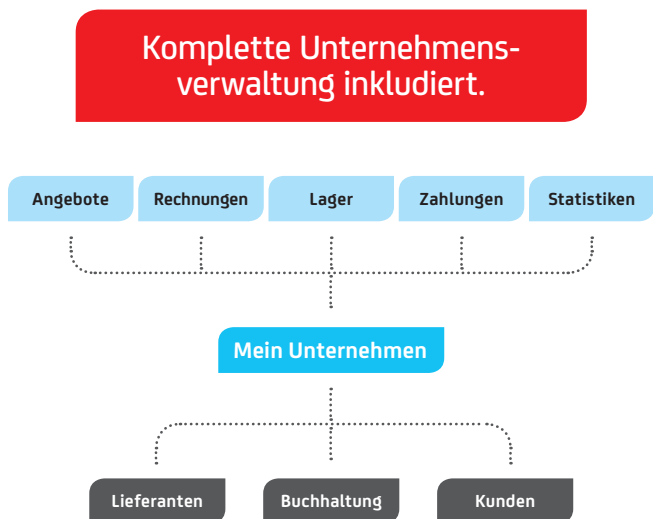 Komplette Unternehmens-
verwaltung inkludiert.
Angebote Rechnungen Lager Zahlungen Statistiken
Mein Unternehmen
Lieferanten Buchhaltung Kunden